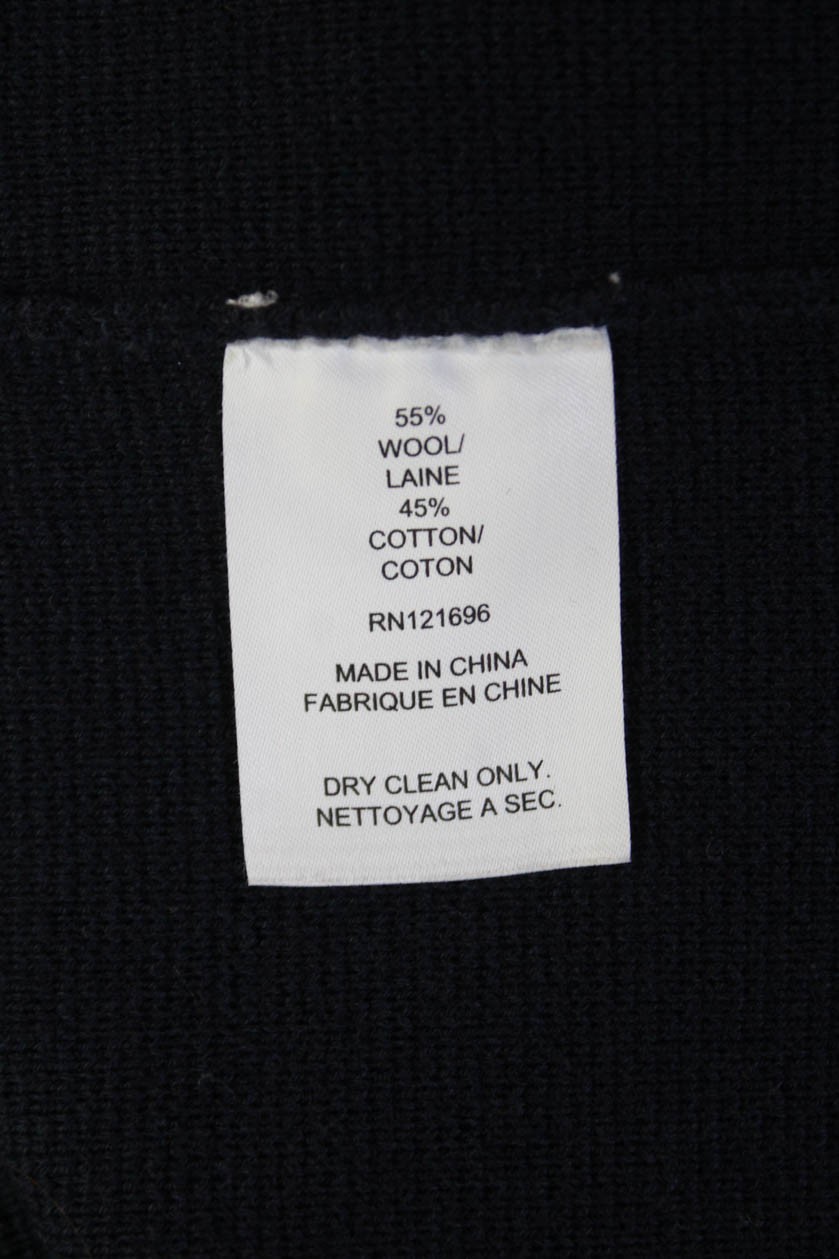 55%
WOOL/
LAINE
45%
COTTON/
COTON
RN121696
MADE IN CHINA
FABRIQUE EN CHINE
DRY CLEAN ONLY.
NETTOYAGE A SEC.